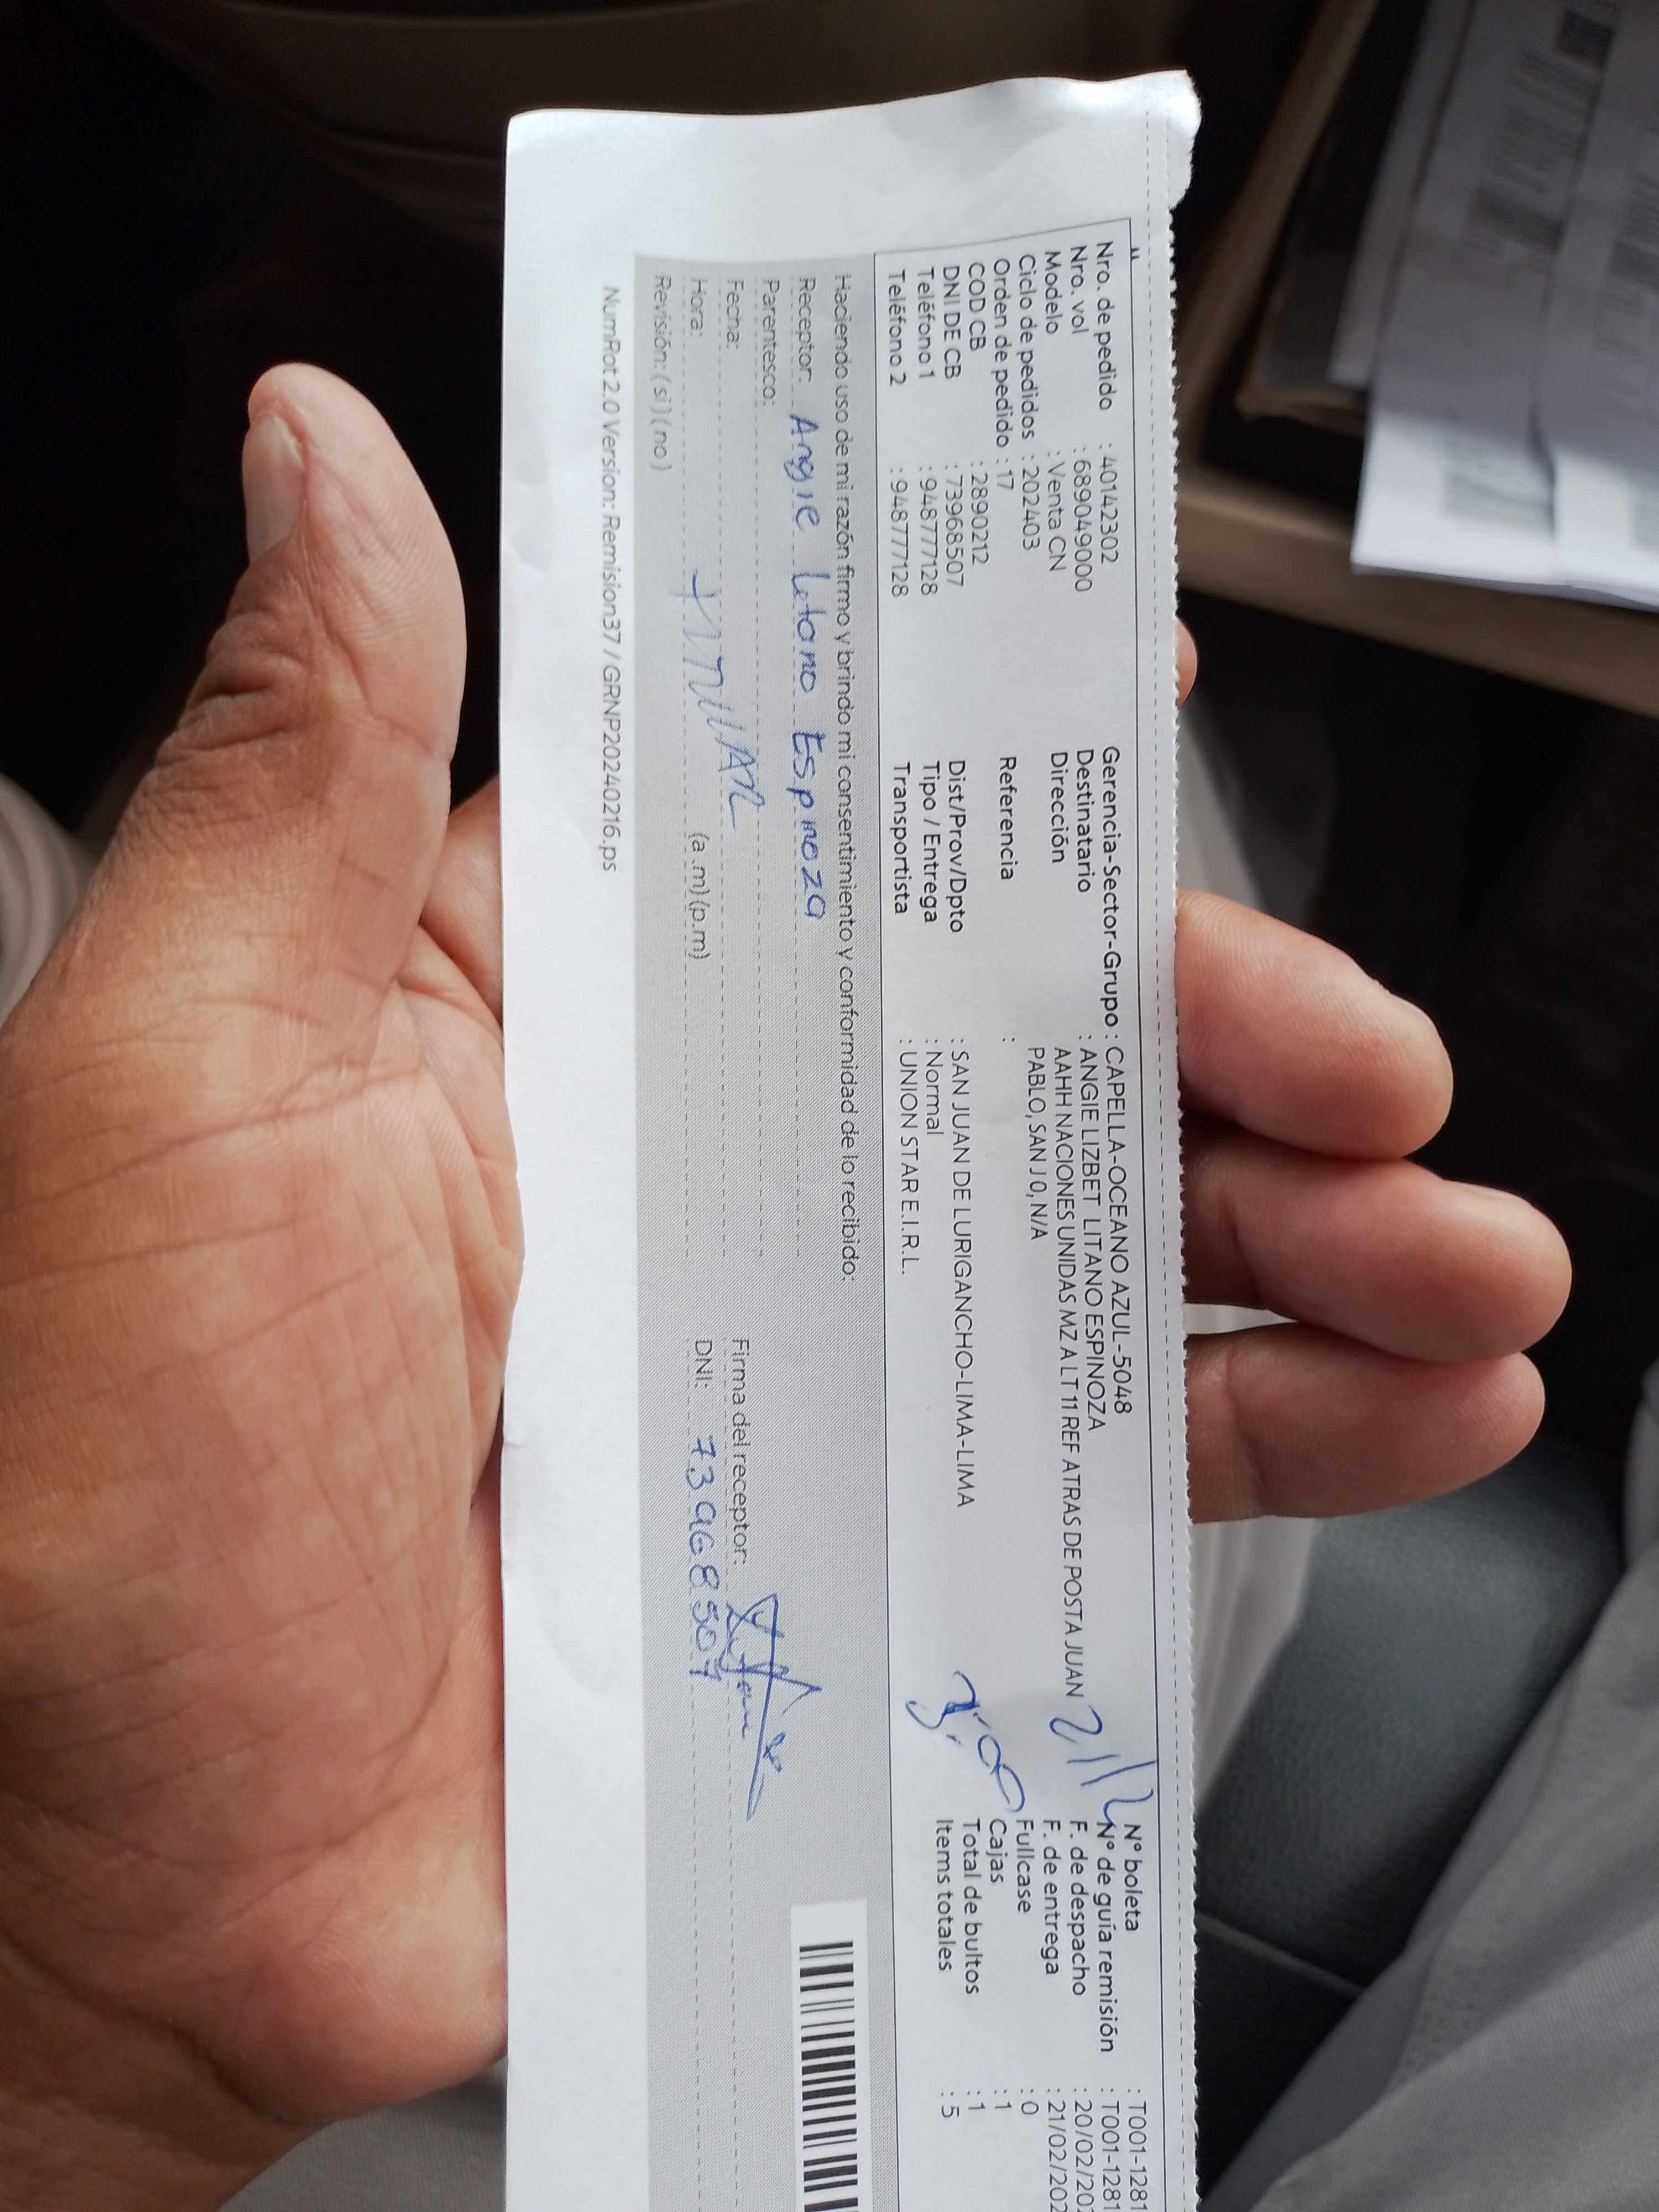 Nro. de pedido : 40142302
Nro. vol : 689049000
Modelo : Venta CN
Ciclo de pedidos : 202403
Orden de pedido : 17
COD CB : 2890212
DNI DE CB : 73968507
Teléfono 1 : 948777128
Teléfono 2 : 948777128
Gerencia-Sector-Grupo : CAPELLA-OCEANO AZUL-5048
Destinatario : ANGIE LIZBET LITANO ESPINOZA
Dirección AAHH NACIONES UNIDAS MZ A LT 11 REF ATRAS DE POSTA JUAN
PABLO, SAN J 0, N/A
Referencia :
Dist/Prov/Dpto : SAN JUAN DE LURIGANCHO-LIMA-LIMA
Tipo / Entrega : Normal
Transportista : UNION STAR E.I.R.L.
21/2
N° boleta : T001-1281
N° de guía remisión : T001-1281
F. de despacho : 20/02/202
F. de entrega : 21/02/202
Fullcase : 0
Cajas : 1
Total de bultos : 1
Items totales : 5
Haciendo uso de mi razón firmo y brindo mi consentimiento y conformidad de lo recibido:
Receptor: Angie Litano Espinoza
Parentesco:
Fecha:
Hora: (a.m) (p.m)
Revisión: ( si ) ( no )
Firma del receptor:
DNI: 73968507
NumRot 2.0 Version: Remision37 / GRNP20240216.ps